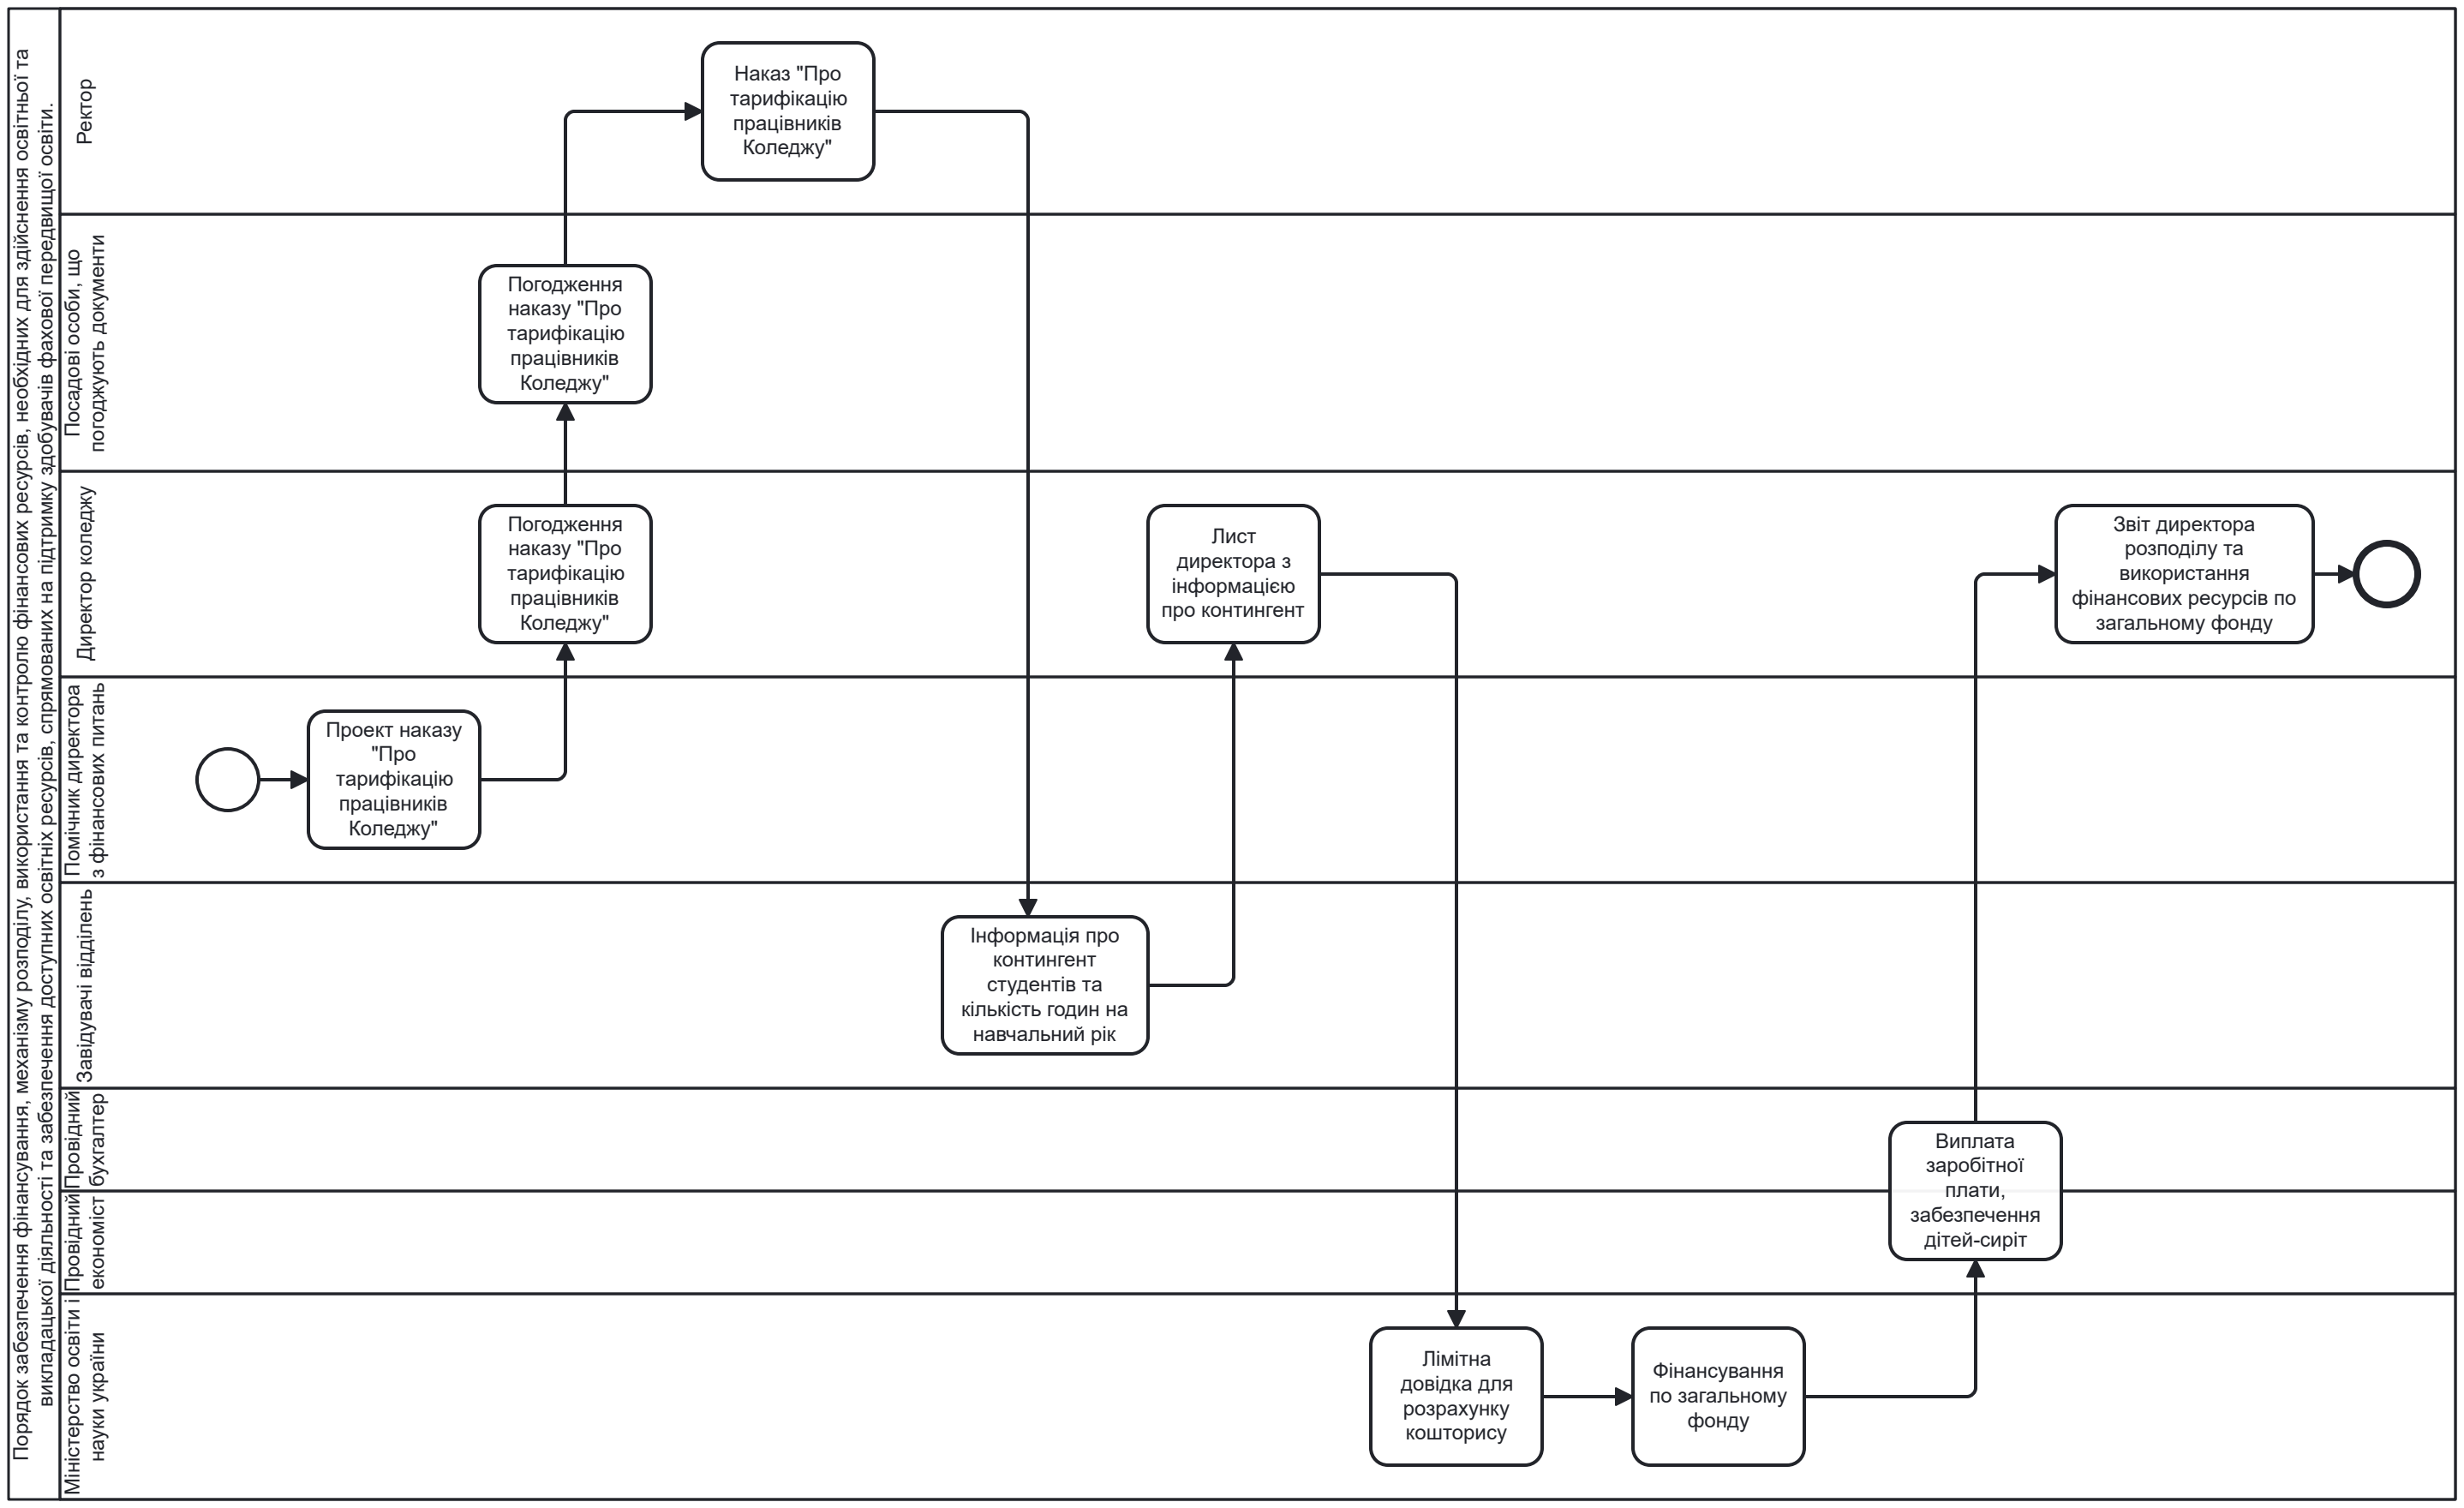 Порядок забезпечення фінансування, механізму розподілу, використання та контролю фінансових ресурсів, необхідних для здійснення освітньої та
викладацької діяльності та забезпечення доступних освітніх ресурсів, спрямованих на підтримку здобувачів фахової передвищої освіти.
Ректор
Наказ "Про
тарифікацію
працівників
Коледжу"
Посадові особи, що
погоджують документи
Погодження
наказу "Про
тарифікацію
працівників
Коледжу"
Директор коледжу
Погодження
наказу "Про
тарифікацію
працівників
Коледжу"
Лист
директора з
інформацією
про контингент
Звіт директора
розподілу та
використання
фінансових ресурсів по
загальному фонду
Помічник директора
з фінансових питань
Проект наказу
"Про
тарифікацію
працівників
Коледжу"
Завідувачі відділень
Інформація про
контингент
студентів та
кількість годин на
навчальний рік
Провідний
бухгалтер
Виплата
заробітної
плати,
забезпечення
дітей-сиріт
Провідний
економіст
Міністерство освіти і
науки україни
Лімітна
довідка для
розрахунку
кошторису
Фінансування
по загальному
фонду